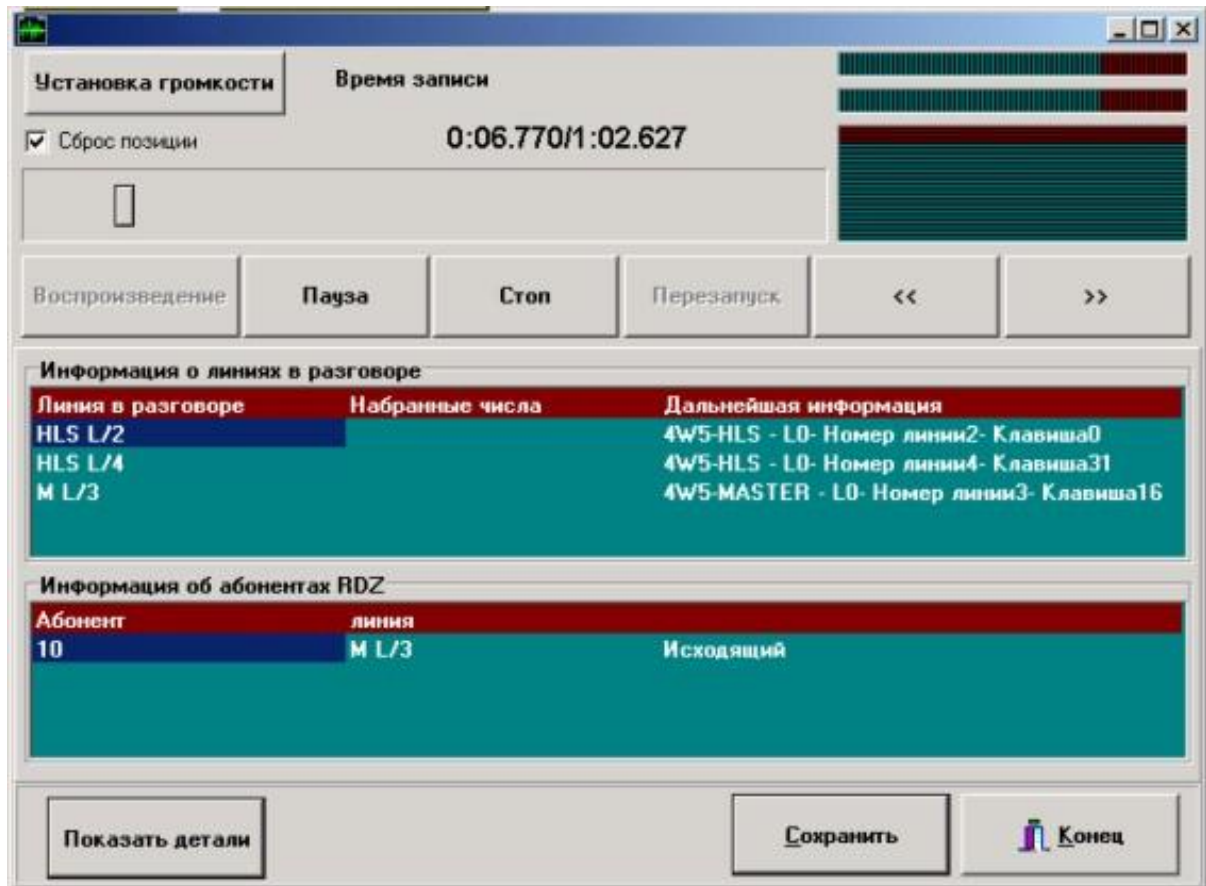 Установка громкости
Время записи
Сброс позиции
0:06.770/1:02.627
Воспроизведение Пауза Стоп Перезапуск << >>
Информация о линиях в разговоре
Линия в разговоре Набранные числа Дальнейшая информация
HLS L/2 4W5-HLS - L0- Номер линии2- Клавиша0
HLS L/4 4W5-HLS - L0- Номер линии4- Клавиша31
M L/3 4W5-MASTER - L0- Номер линии3- Клавиша16
Информация об абонентах RDZ
Абонент линия
10 M L/3 Исходящий
Показать детали Сохранить Конец